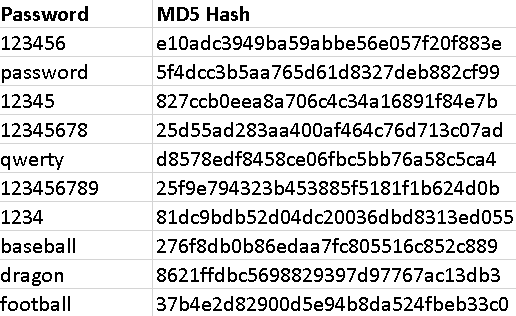 Password MD5 Hash
123456 e10adc3949ba59abbe56e057f20f883e
password 5f4dcc3b5aa765d61d8327deb882cf99
12345 827ccb0eea8a706c4c34a16891f84e7b
12345678 25d55ad283aa400af464c76d713c07ad
qwerty d8578edf8458ce06fbc5bb76a58c5ca4
123456789 25f9e794323b453885f5181f1b624d0b
1234 81dc9bdb52d04dc20036dbd8313ed055
baseball 276f8db0b86edaa7fc805516c852c889
dragon 8621ffdbc5698829397d97767ac13db3
football 37b4e2d82900d5e94b8da524fbeb33c0